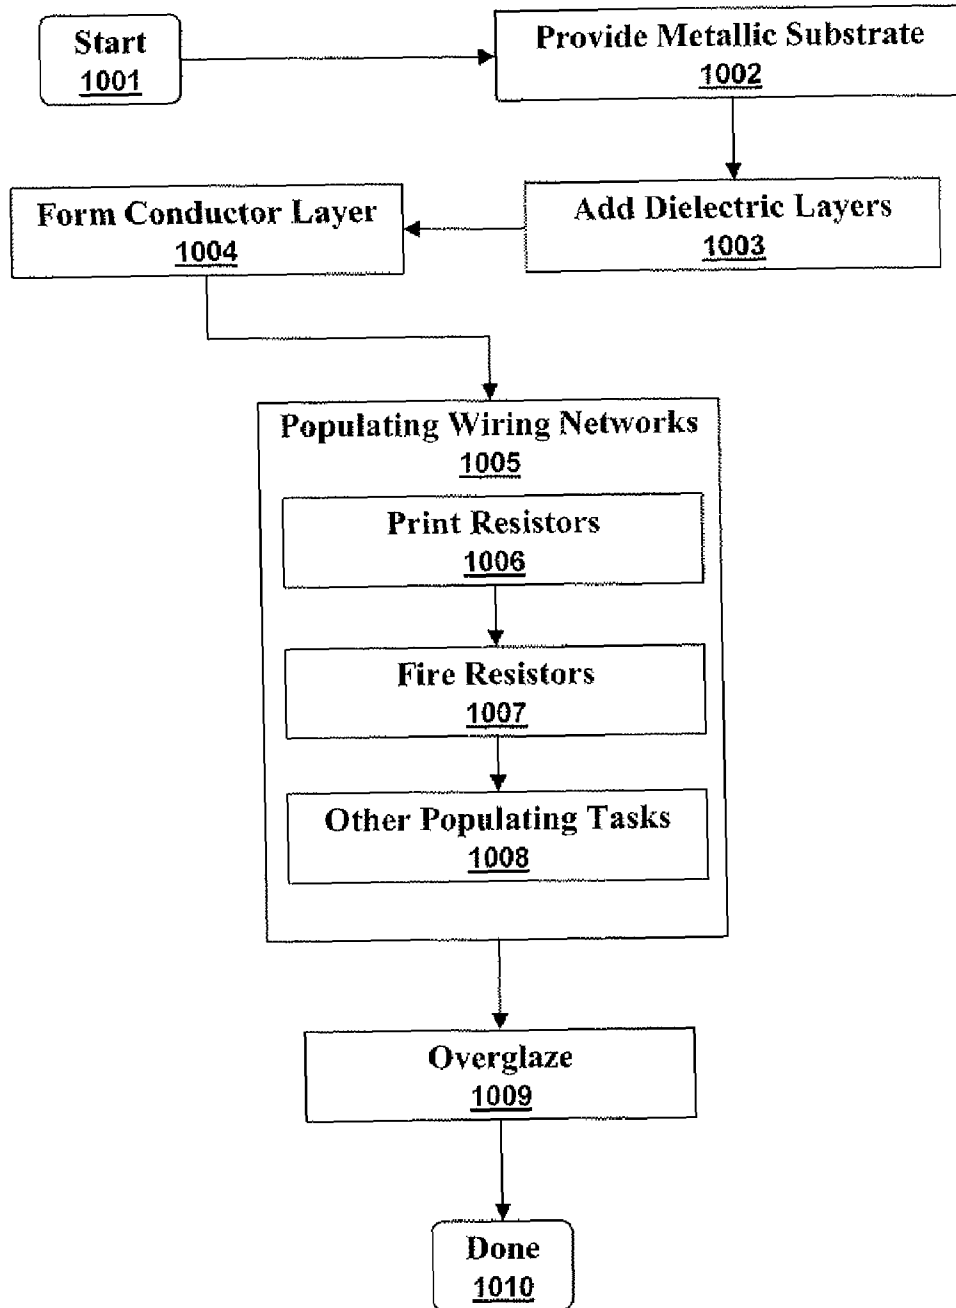 Start
1001
Provide Metallic Substrate
1002
Add Dielectric Layers
1003
Form Conductor Layer
1004
Populating Wiring Networks
1005
Print Resistors
1006
Fire Resistors
1007
Other Populating Tasks
1008
Overglaze
1009
Done
1010